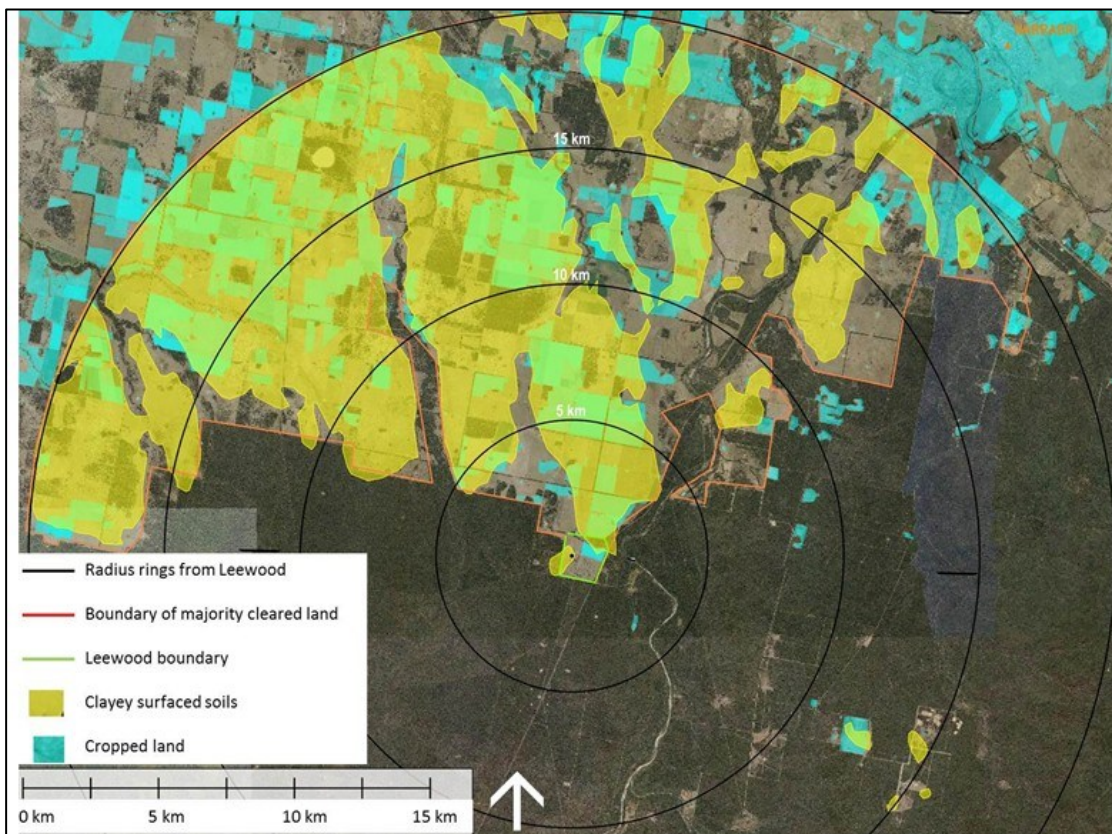 15 km
10 km
5 km
Radius rings from Leewood
Boundary of majority cleared land
Leewood boundary
Clayey surfaced soils
Cropped land
0 km 5 km 10 km 15 km